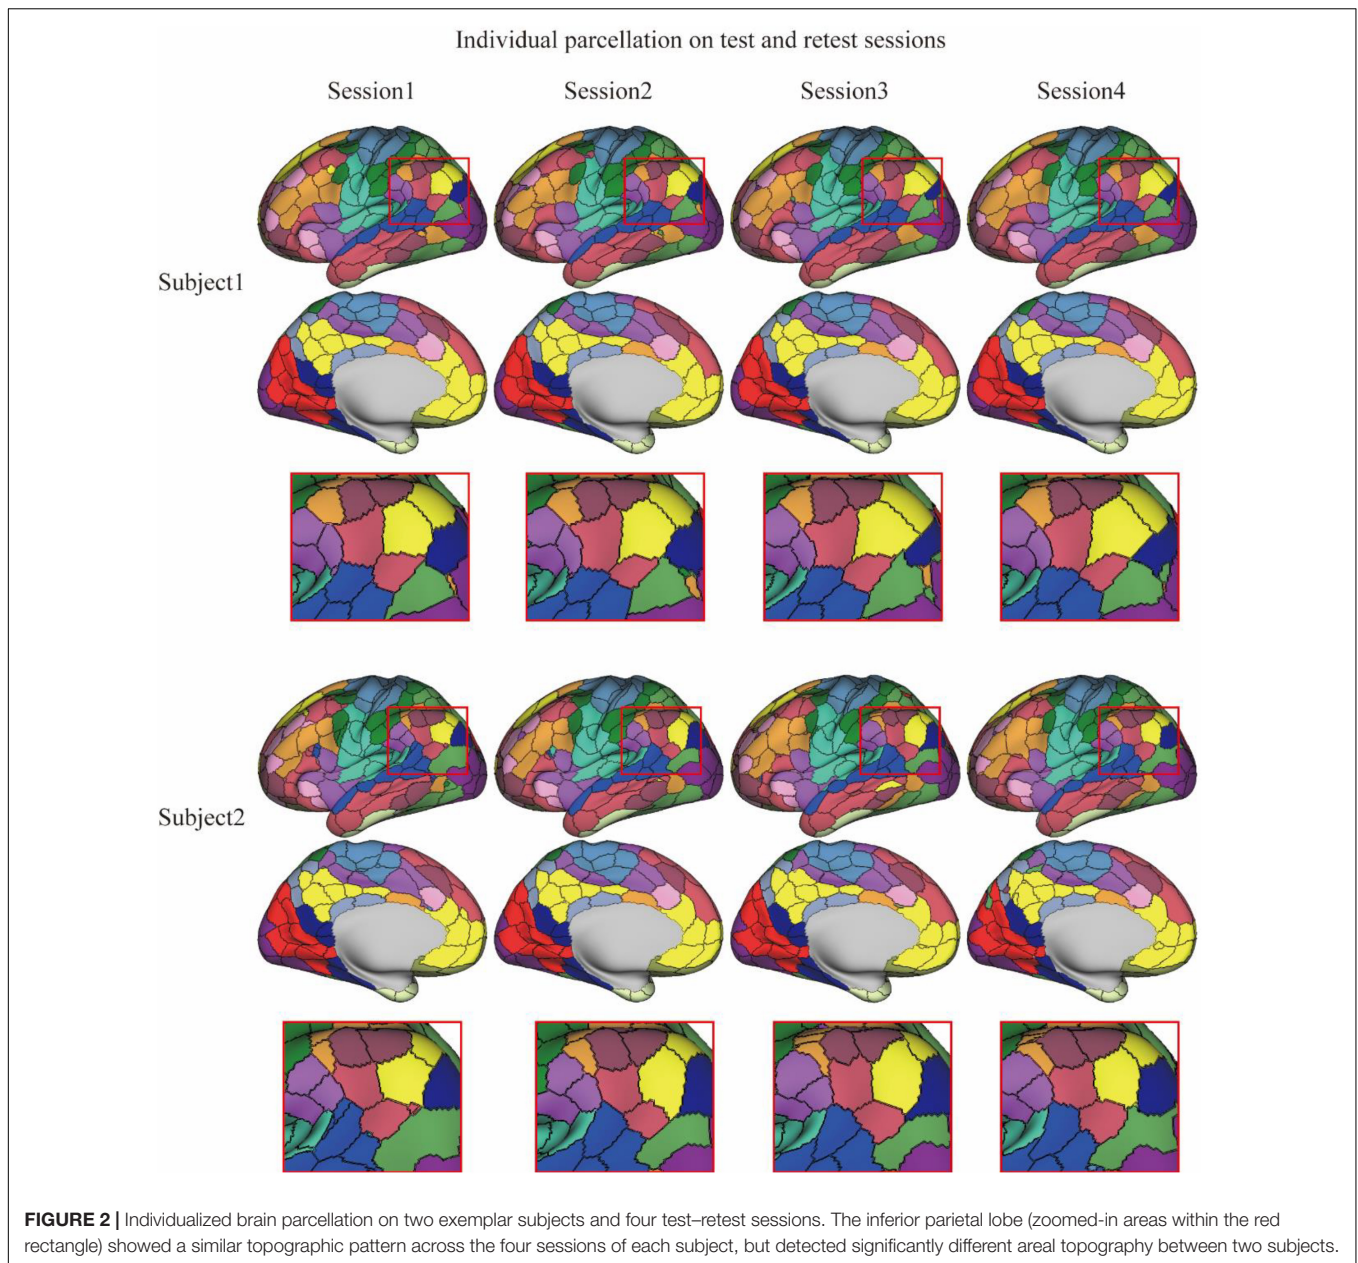 Individual parcellation on test and retest sessions
Session1 Session2 Session3 Session4
Subject1
Subject2
FIGURE 2 | Individualized brain parcellation on two exemplar subjects and four test–retest sessions. The inferior parietal lobe (zoomed-in areas within the red
rectangle) showed a similar topographic pattern across the four sessions of each subject, but detected significantly different areal topography between two subjects.